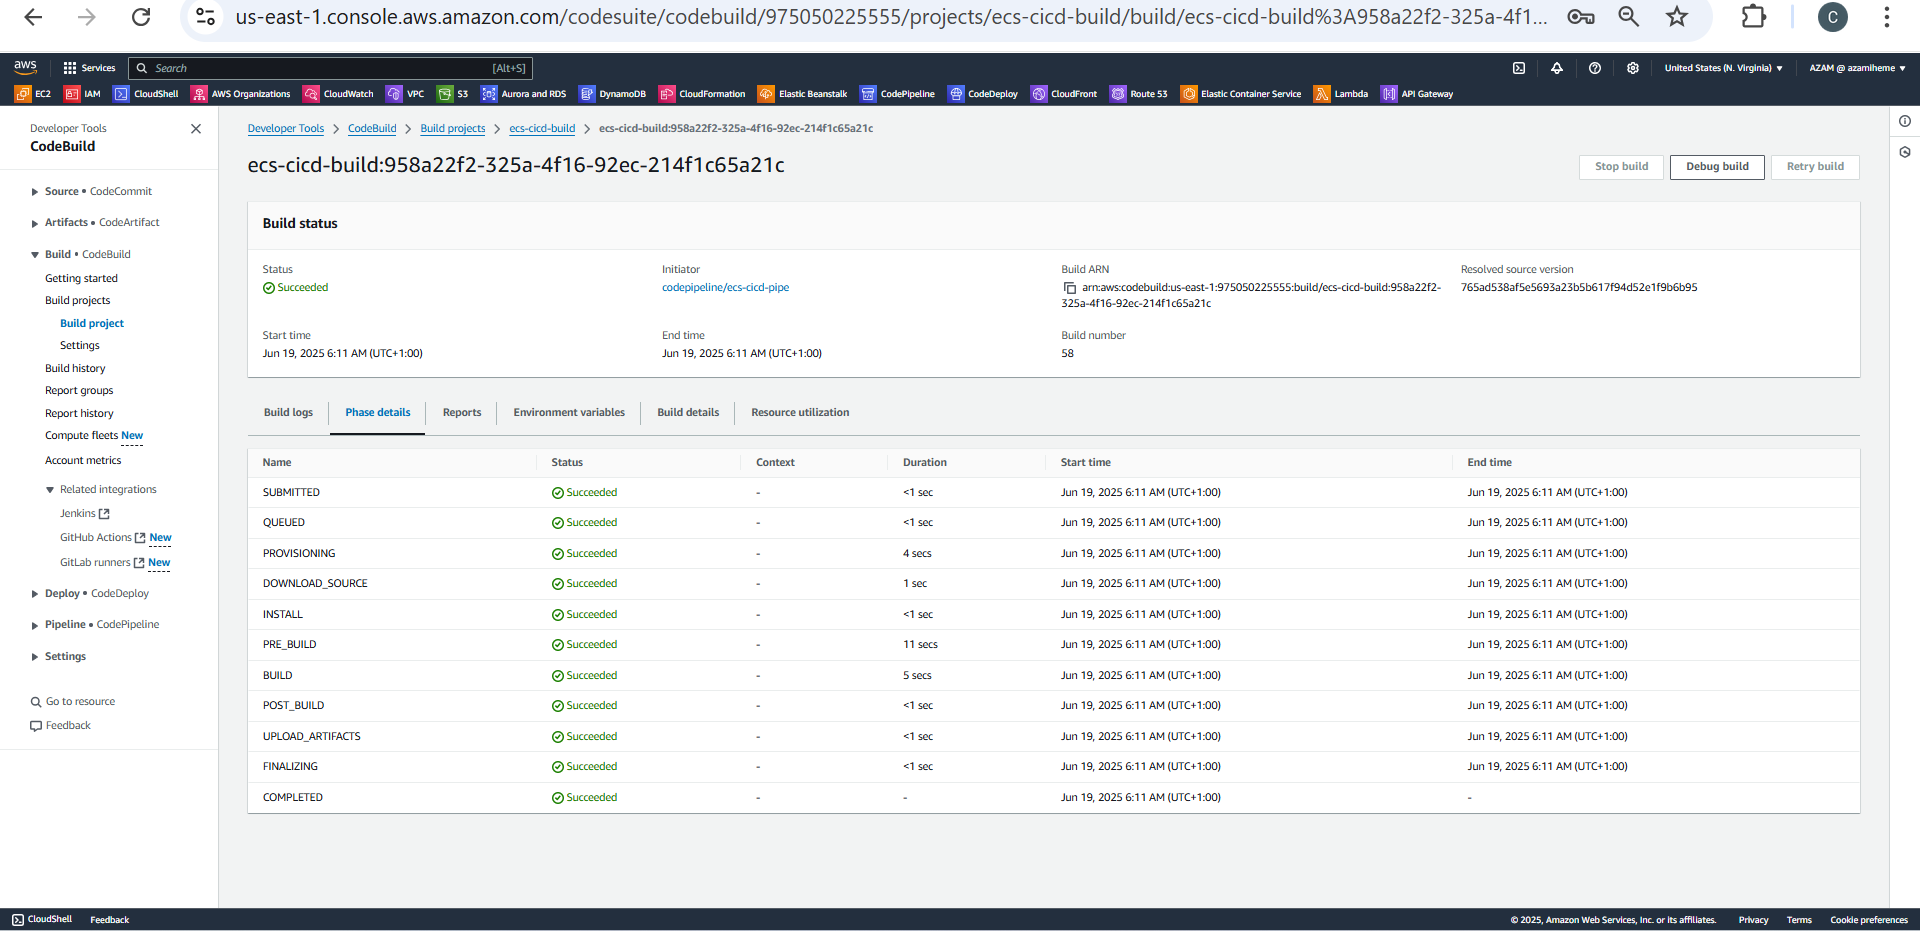 us-east-1.console.aws.amazon.com/codesuite/codebuild/975050225555/projects/ecs-cicd-build/build/ecs-cicd-build%3A958a22f2-325a-4f1... C
aws Services Search [Alt+S] United States (N. Virginia) AZAM @ azamiheme
EC2 IAM CloudShell AWS Organizations CloudWatch VPC S3 Aurora and RDS DynamoDB CloudFormation Elastic Beanstalk CodePipeline CodeDeploy CloudFront Route 53 Elastic Container Service Lambda API Gateway
Developer Tools
CodeBuild
Source • CodeCommit
Artifacts • CodeArtifact
Build • CodeBuild
Getting started
Build projects
Build project
Settings
Build history
Report groups
Report history
Compute fleets New
Account metrics
Related integrations
Jenkins
GitHub Actions New
GitLab runners New
Deploy • CodeDeploy
Pipeline • CodePipeline
Settings
Go to resource
Feedback
Developer Tools > CodeBuild > Build projects > ecs-cicd-build > ecs-cicd-build:958a22f2-325a-4f16-92ec-214f1c65a21c
ecs-cicd-build:958a22f2-325a-4f16-92ec-214f1c65a21c
Stop build Debug build Retry build
Build status
Status Initiator Build ARN Resolved source version
Succeeded codepipeline/ecs-cicd-pipe arn:aws:codebuild:us-east-1:975050225555:build/ecs-cicd-build:958a22f2- 765ad538af5e5693a23b5b617f94d52e1f9b6b95
325a-4f16-92ec-214f1c65a21c
Start time End time Build number
Jun 19, 2025 6:11 AM (UTC+1:00) Jun 19, 2025 6:11 AM (UTC+1:00) 58
Build logs Phase details Reports Environment variables Build details Resource utilization
Name Status Context Duration Start time End time
SUBMITTED Succeeded - <1 sec Jun 19, 2025 6:11 AM (UTC+1:00) Jun 19, 2025 6:11 AM (UTC+1:00)
QUEUED Succeeded - <1 sec Jun 19, 2025 6:11 AM (UTC+1:00) Jun 19, 2025 6:11 AM (UTC+1:00)
PROVISIONING Succeeded - 4 secs Jun 19, 2025 6:11 AM (UTC+1:00) Jun 19, 2025 6:11 AM (UTC+1:00)
DOWNLOAD_SOURCE Succeeded - 1 sec Jun 19, 2025 6:11 AM (UTC+1:00) Jun 19, 2025 6:11 AM (UTC+1:00)
INSTALL Succeeded - <1 sec Jun 19, 2025 6:11 AM (UTC+1:00) Jun 19, 2025 6:11 AM (UTC+1:00)
PRE_BUILD Succeeded - 11 secs Jun 19, 2025 6:11 AM (UTC+1:00) Jun 19, 2025 6:11 AM (UTC+1:00)
BUILD Succeeded - 5 secs Jun 19, 2025 6:11 AM (UTC+1:00) Jun 19, 2025 6:11 AM (UTC+1:00)
POST_BUILD Succeeded - <1 sec Jun 19, 2025 6:11 AM (UTC+1:00) Jun 19, 2025 6:11 AM (UTC+1:00)
UPLOAD_ARTIFACTS Succeeded - <1 sec Jun 19, 2025 6:11 AM (UTC+1:00) Jun 19, 2025 6:11 AM (UTC+1:00)
FINALIZING Succeeded - <1 sec Jun 19, 2025 6:11 AM (UTC+1:00) Jun 19, 2025 6:11 AM (UTC+1:00)
COMPLETED Succeeded - - Jun 19, 2025 6:11 AM (UTC+1:00) -
CloudShell Feedback © 2025, Amazon Web Services, Inc. or its affiliates. Privacy Terms Cookie preferences